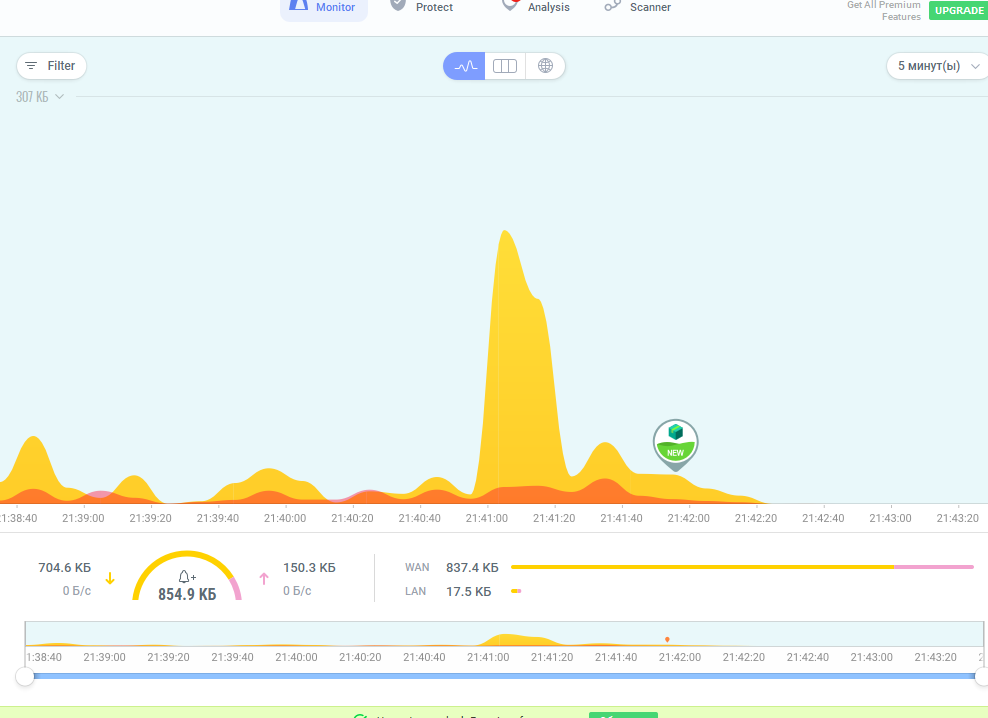 Monitor Protect Analysis Scanner
Get All Premium
Features
UPGRADE
Filter
5 минут(ы)
307 КБ
NEW
1:38:40 21:39:00 21:39:20 21:39:40 21:40:00 21:40:20 21:40:40 21:41:00 21:41:20 21:41:40 21:42:00 21:42:20 21:42:40 21:43:00 21:43:20
704.6 КБ
0 Б/с
854.9 КБ
150.3 КБ
0 Б/с
WAN 837.4 КБ
LAN 17.5 КБ
1:38:40 21:39:00 21:39:20 21:39:40 21:40:00 21:40:20 21:40:40 21:41:00 21:41:20 21:41:40 21:42:00 21:42:20 21:42:40 21:43:00 21:43:20